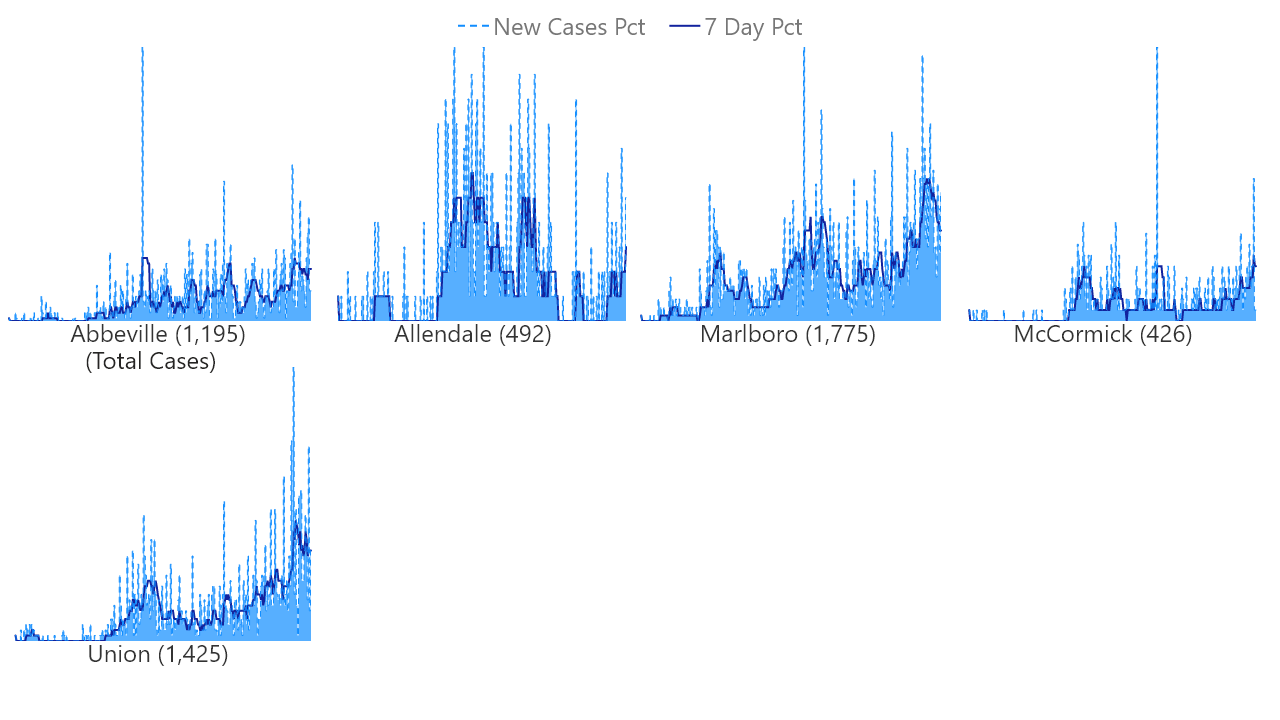 New Cases Pct 7 Day Pct
Abbeville (1,195)
(Total Cases)
Allendale (492)
Marlboro (1,775)
McCormick (426)
Union (1,425)